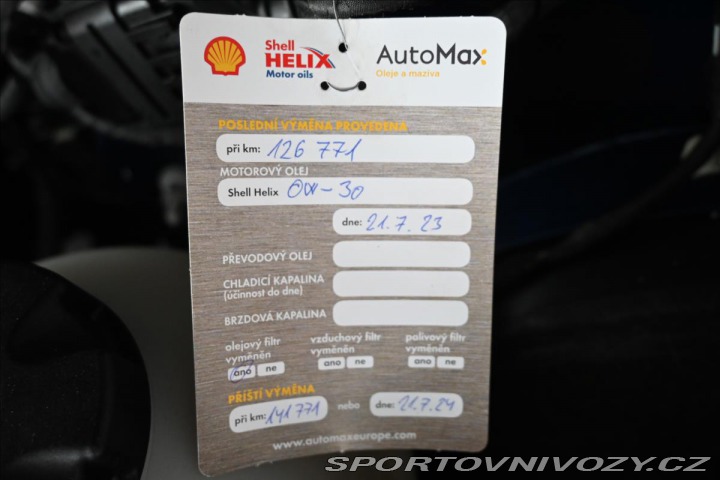 Shell
HELIX
Motor oils
AutoMax
Oleje a maziva
POSLEDNÍ VÝMĚNA PROVEDENA
při km: 126 771
MOTOROVÝ OLEJ
Shell Helix 0W-30
dne: 21.7.23
PŘEVODOVÝ OLEJ
CHLADICÍ KAPALINA
(účinnost do dne)
BRZDOVÁ KAPALINA
olejový filtr vyměněn
ano ne
vzduchový filtr vyměněn
ano ne
palivový filtr vyměněn
ano ne
PŘÍŠTÍ VÝMĚNA
při km: 141771 nebo dne: 21.7.24
www.automaxeurope.com
SPORTOVNIVOZY.CZ